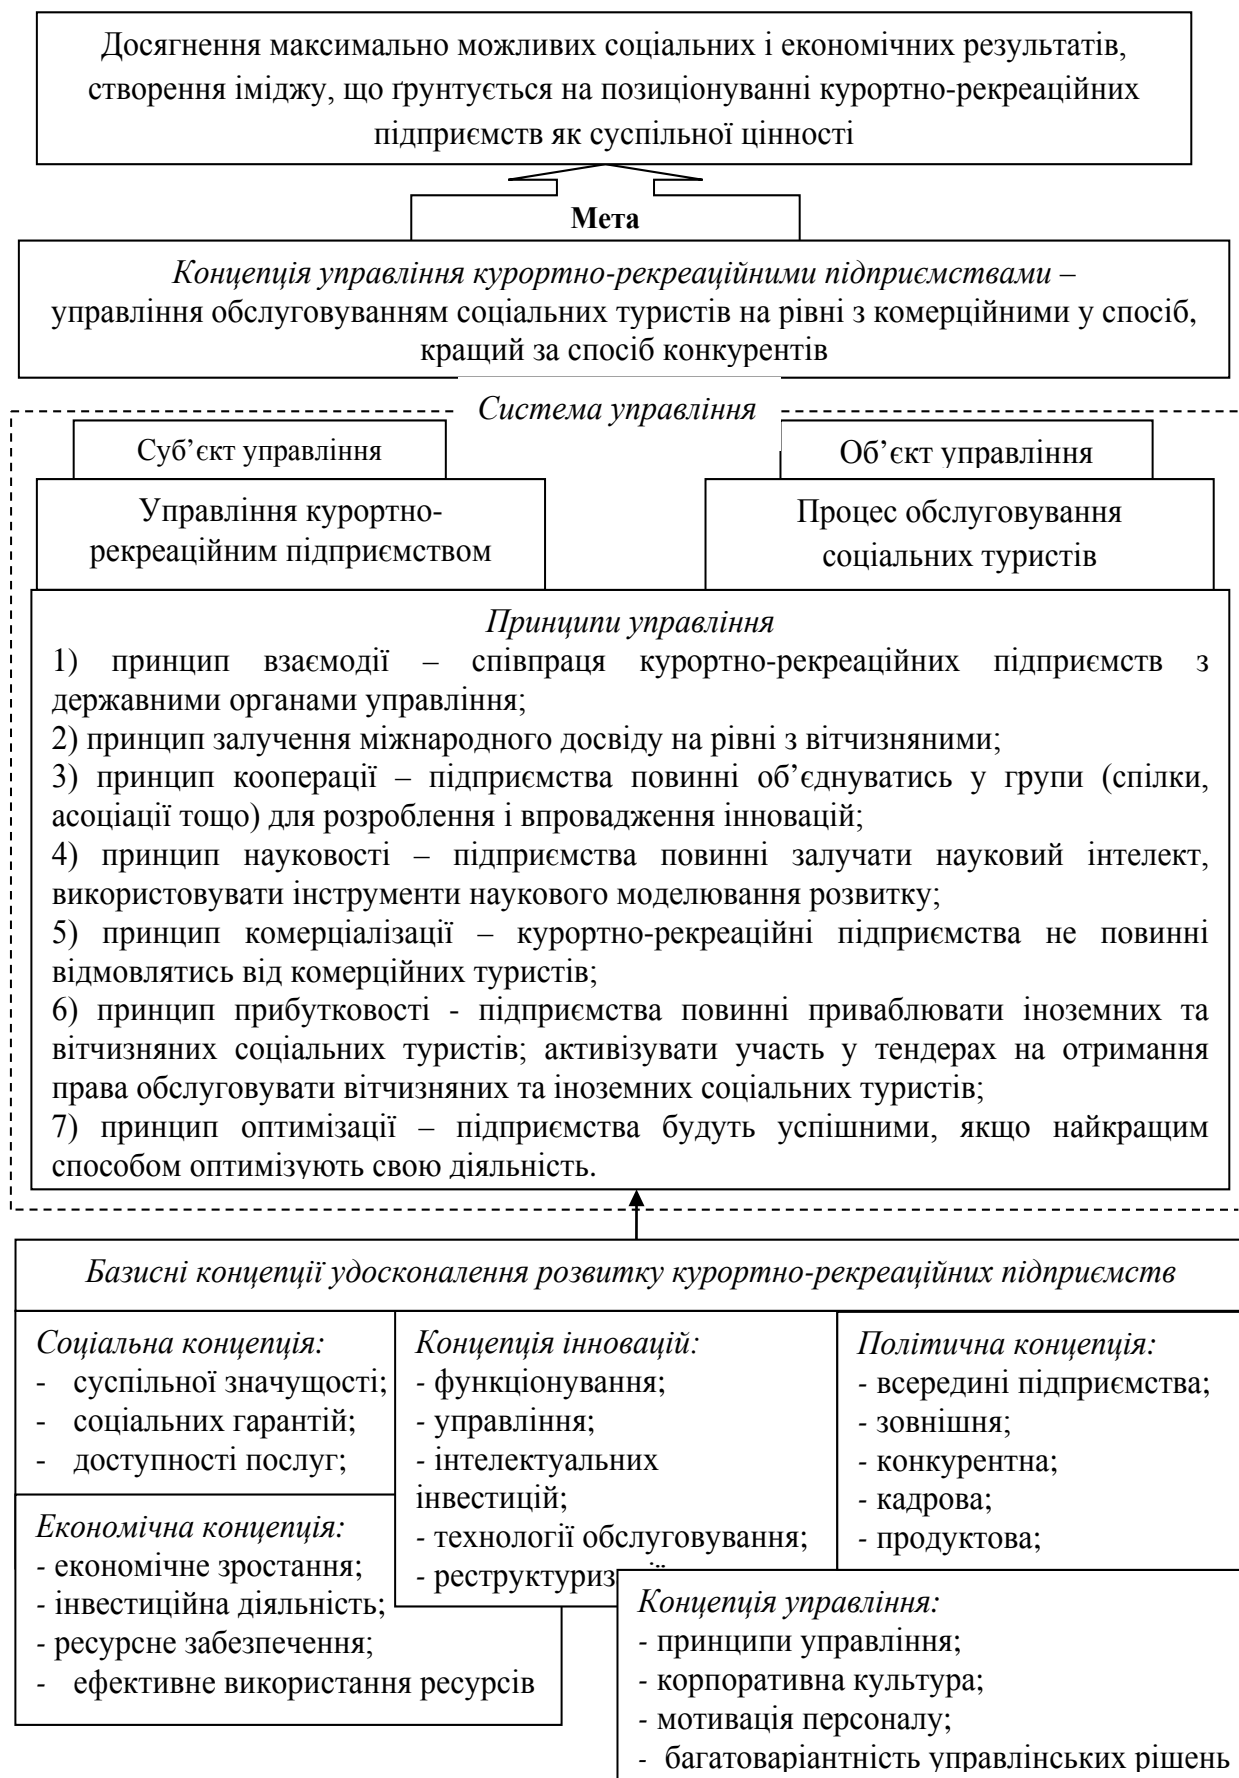 Досягнення максимально можливих соціальних і економічних результатів,
створення іміджу, що ґрунтується на позиціонуванні курортно-рекреаційних
підприємств як суспільної цінності
Мета
Концепція управління курортно-рекреаційними підприємствами –
управління обслуговуванням соціальних туристів на рівні з комерційними у спосіб,
кращий за спосіб конкурентів
Система управління
Суб’єкт управління
Об’єкт управління
Управління курортно-
рекреаційним підприємством
Процес обслуговування
соціальних туристів
Принципи управління
1) принцип взаємодії – співпраця курортно-рекреаційних підприємств з
державними органами управління;
2) принцип залучення міжнародного досвіду на рівні з вітчизняними;
3) принцип кооперації – підприємства повинні об’єднуватись у групи (спілки,
асоціації тощо) для розроблення і впровадження інновацій;
4) принцип науковості – підприємства повинні залучати науковий інтелект,
використовувати інструменти наукового моделювання розвитку;
5) принцип комерціалізації – курортно-рекреаційні підприємства не повинні
відмовлятись від комерційних туристів;
6) принцип прибутковості - підприємства повинні приваблювати іноземних та
вітчизняних соціальних туристів; активізувати участь у тендерах на отримання
права обслуговувати вітчизняних та іноземних соціальних туристів;
7) принцип оптимізації – підприємства будуть успішними, якщо найкращим
способом оптимізують свою діяльність.
Базисні концепції удосконалення розвитку курортно-рекреаційних підприємств
Соціальна концепція:
- суспільної значущості;
- соціальних гарантій;
- доступності послуг;
Економічна концепція:
- економічне зростання;
- інвестиційна діяльність;
- ресурсне забезпечення;
- ефективне використання ресурсів
Концепція інновацій:
- функціонування;
- управління;
- інтелектуальних
інвестицій;
- технології обслуговування;
Політична концепція:
- всередині підприємства;
- зовнішня;
- конкурентна;
- кадрова;
- продуктова;
Концепція управління:
- принципи управління;
- корпоративна культура;
- мотивація персоналу;
- багатоваріантність управлінських рішень